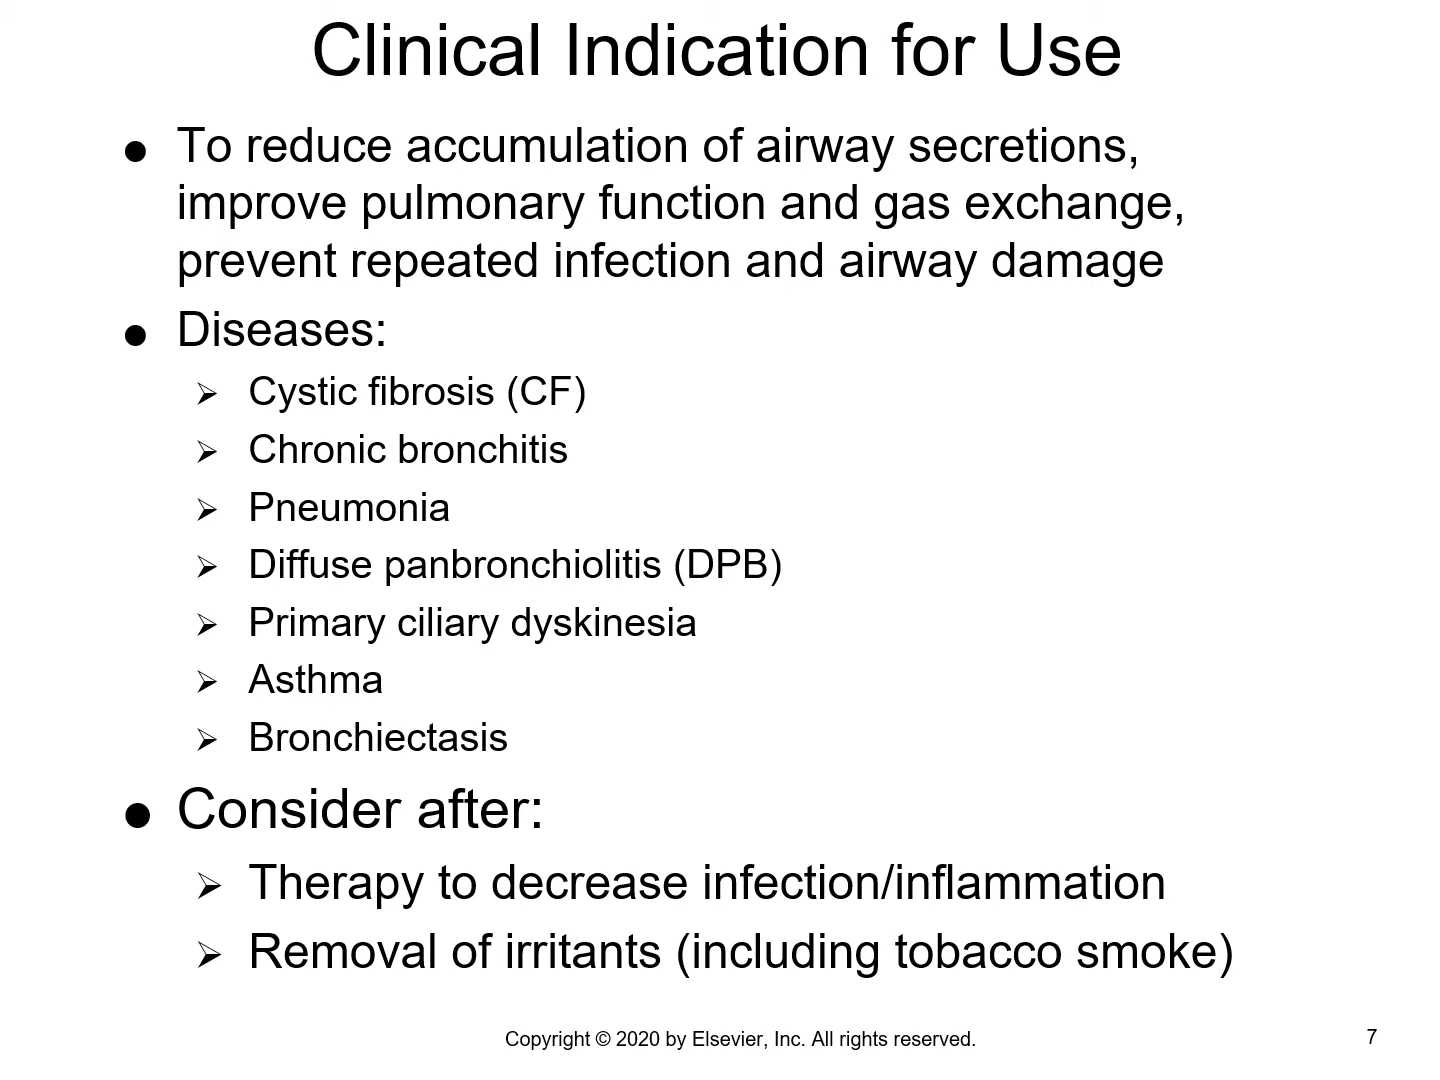 Clinical Indication for Use
● To reduce accumulation of airway secretions,
improve pulmonary function and gas exchange,
prevent repeated infection and airway damage
● Diseases:
➢ Cystic fibrosis (CF)
➢ Chronic bronchitis
➢ Pneumonia
➢ Diffuse panbronchiolitis (DPB)
➢ Primary ciliary dyskinesia
➢ Asthma
➢ Bronchiectasis
● Consider after:
➢ Therapy to decrease infection/inflammation
➢ Removal of irritants (including tobacco smoke)
Copyright © 2020 by Elsevier, Inc. All rights reserved.
7